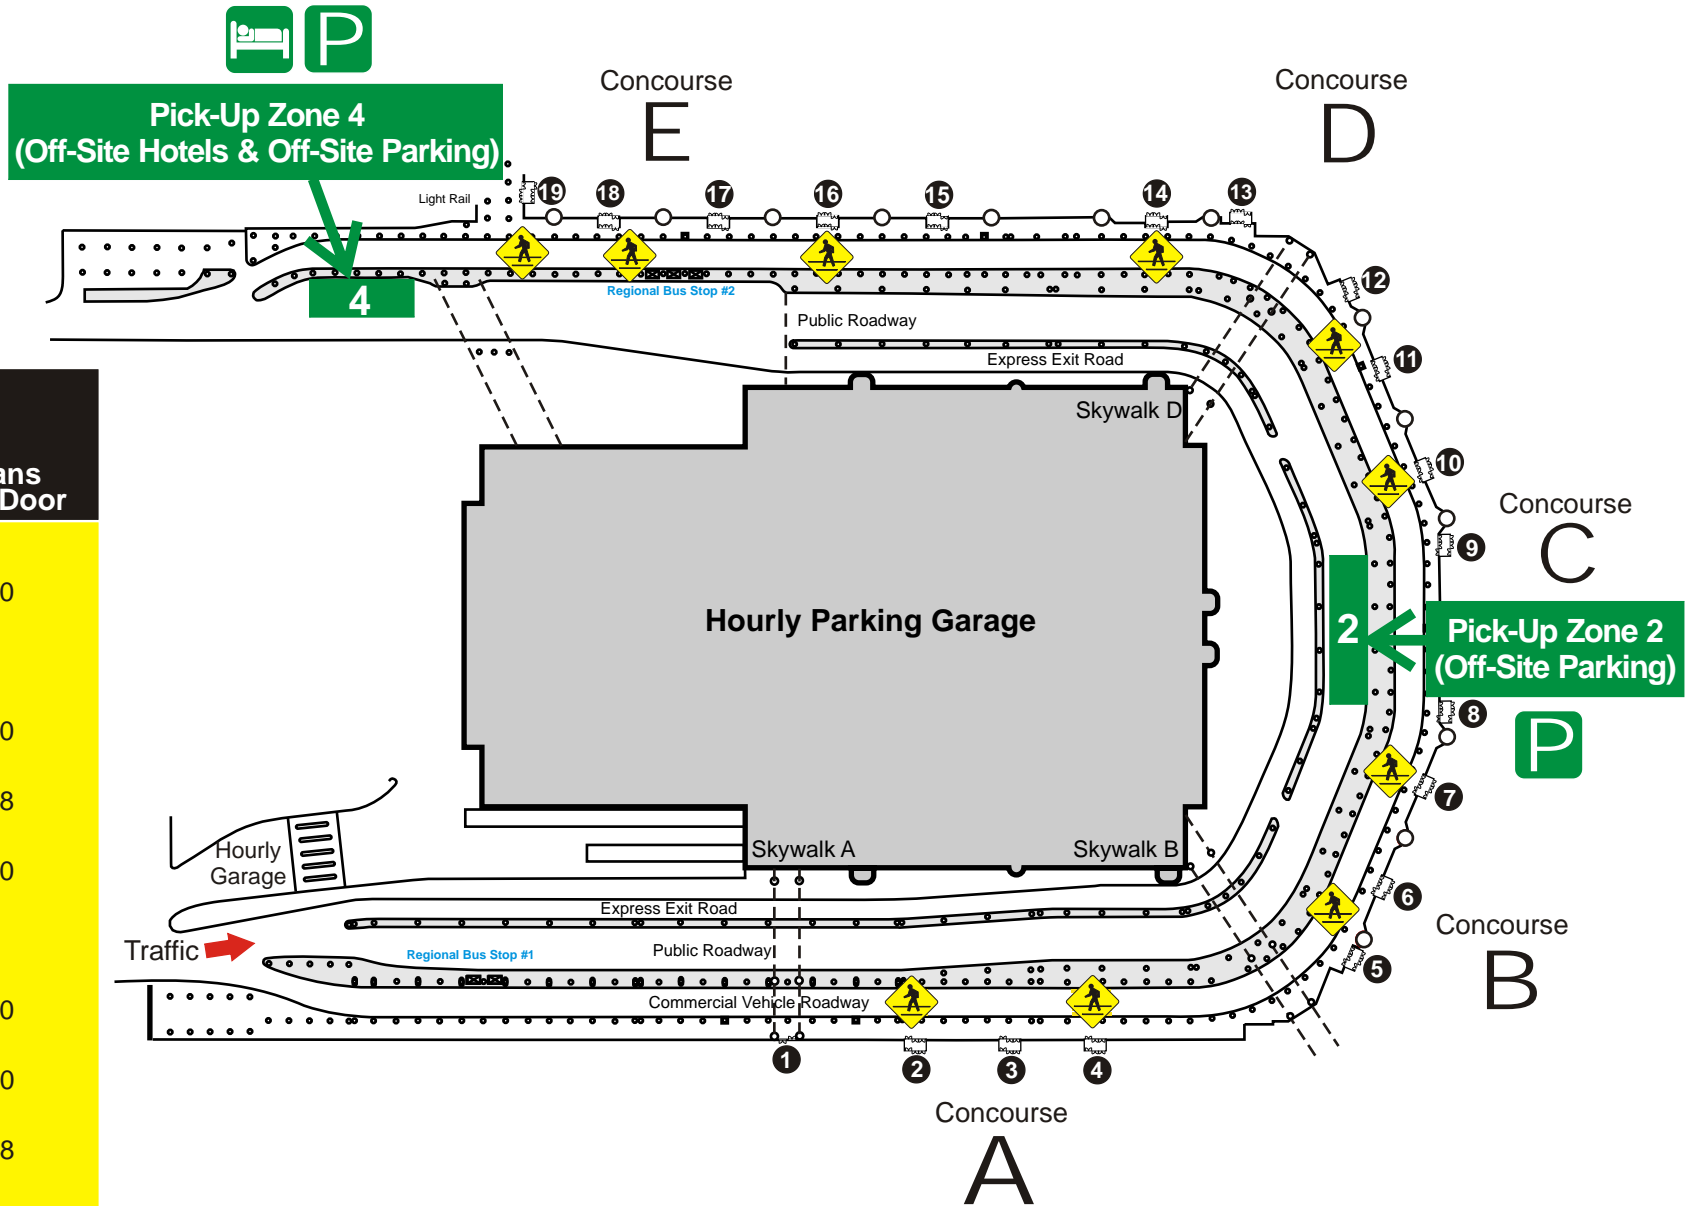 P
Pick-Up Zone 4
(Off-Site Hotels & Off-Site Parking)
Concourse
E
Concourse
D
Light Rail
19
18
17
16
15
14
13
12
11
10
9
8
7
6
5
4
Regional Bus Stop #2
Public Roadway
Express Exit Road
Skywalk D
Door
0
0
8
0
0
0
8
Hourly Parking Garage
Concourse
C
2
Pick-Up Zone 2
(Off-Site Parking)
P
Skywalk A
Skywalk B
Hourly
Garage
Express Exit Road
Traffic
Regional Bus Stop #1
Public Roadway
Commercial Vehicle Roadway
Concourse
B
1
2
3
4
Concourse
A